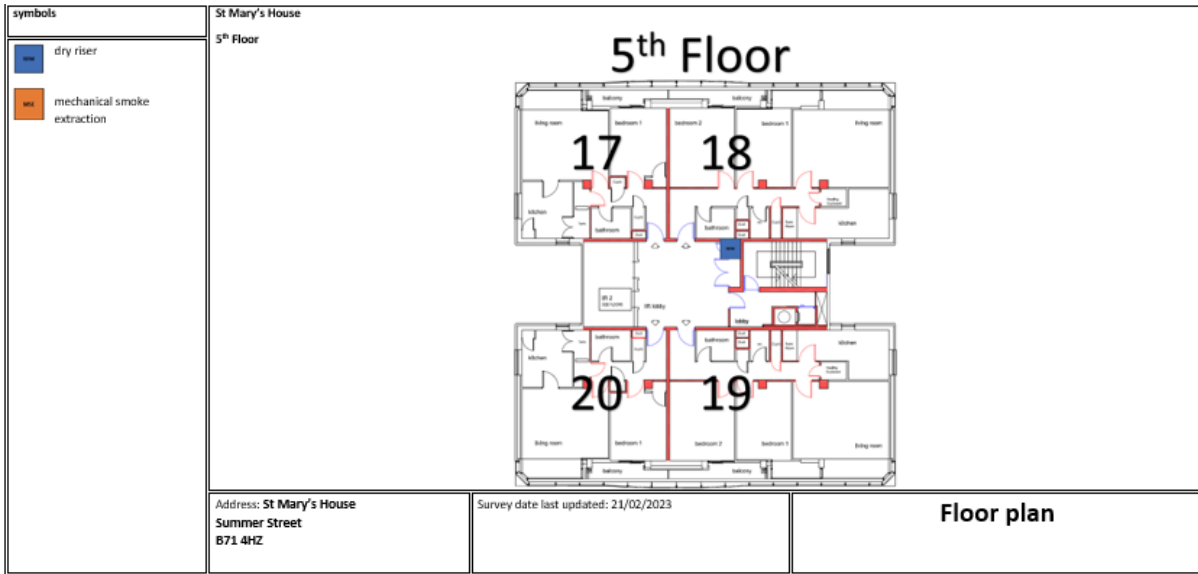 symbols
dry riser
MSE
mechanical smoke
extraction
St Mary's House
5th Floor
5th Floor
balcony
balcony
living room
bedroom 1
bedroom 2
bedroom 1
living room
17
18
kitchen
bathroom
bathroom
kitchen
lift 2
lift lobby
lobby
bathroom
bathroom
kitchen
kitchen
20
19
living room
bedroom 1
bedroom 2
bedroom 1
living room
balcony
balcony
Address: St Mary's House
Summer Street
B71 4HZ
Survey date last updated: 21/02/2023
Floor plan